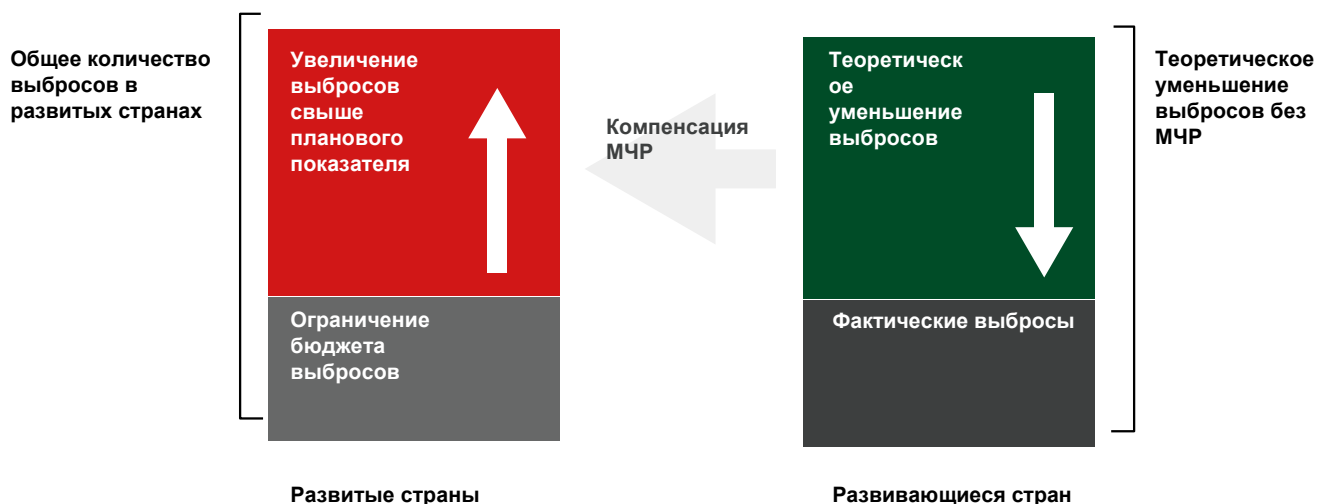 Общее количество
выбросов в
развитых странах
Увеличение
выбросов
свыше
планового
показателя
Ограничение
бюджета
выбросов
Развитые страны
Компенсация
МЧР
Теоретическ
ое
уменьшение
выбросов
Фактические выбросы
Развивающиеся стран
Теоретическое
уменьшение
выбросов без
МЧР